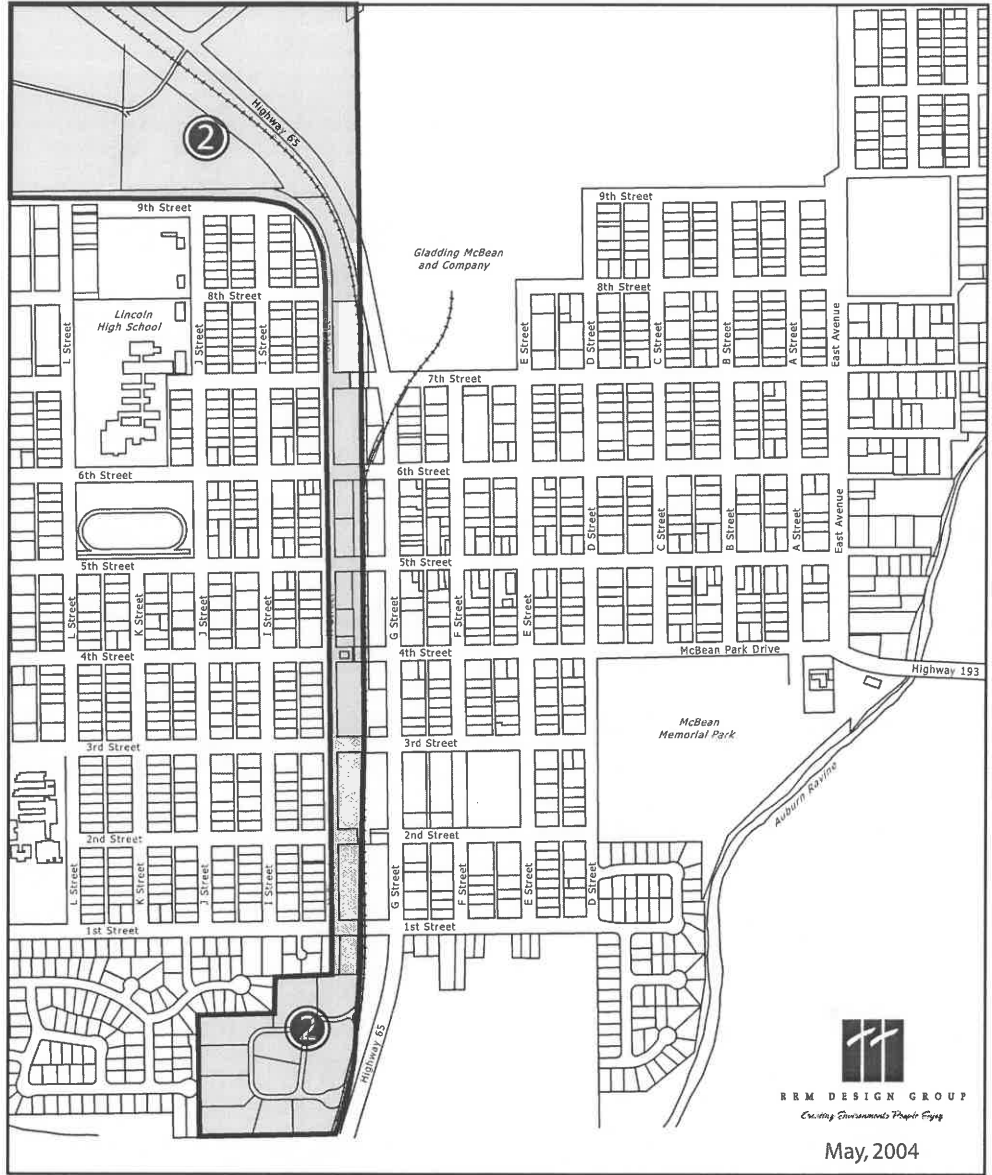 Highway 65
2
9th Street
9th Street
Gladding McBean
and Company
8th Street
8th Street
Lincoln
High School
L Street
J Street
I Street
Street
E Street
D Street
C Street
B Street
A Street
East Avenue
7th Street
6th Street
6th Street
D Street
C Street
B Street
A Street
East Avenue
5th Street
5th Street
L Street
K Street
J Street
I Street
G Street
F Street
E Street
4th Street
4th Street
McBean Park Drive
Highway 193
McBean
Memorial Park
3rd Street
3rd Street
Auburn Ravine
2nd Street
2nd Street
L Street
K Street
J Street
I Street
G Street
F Street
E Street
D Street
1st Street
1st Street
2
Highway 65
RRM DESIGN GROUP
Creating Environments People Enjoy
May, 2004